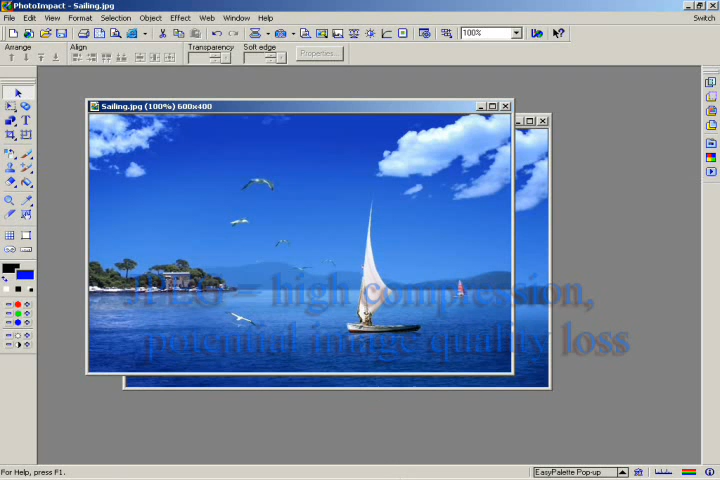 PhotoImpact - Sailing.jpg
File Edit View Format Selection Object Effect Web Window Help Switch
100%
Arrange Align Transparency Soft edge
Properties...
Sailing.jpg (100%) 600x400
JPEG = high compression,
potential image quality loss
For Help, press F1.
EasyPalette Pop-up